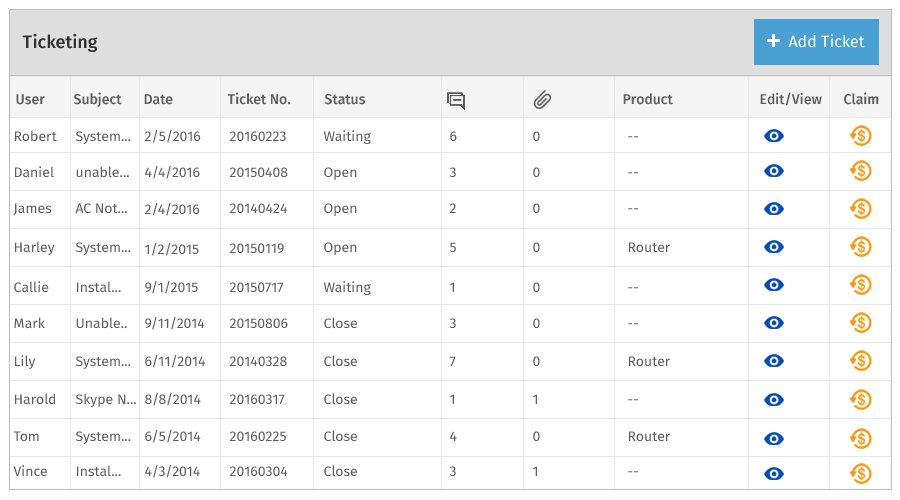 Ticketing
+ Add Ticket
User Subject Date Ticket No. Status Product Edit/View Claim
Robert System... 2/5/2016 20160223 Waiting 6 0 --
Daniel unable... 4/4/2016 20150408 Open 3 0 --
James AC Not... 2/4/2016 20140424 Open 2 0 --
Harley System... 1/2/2015 20150119 Open 5 0 Router
Callie Instal... 9/1/2015 20150717 Waiting 1 0 --
Mark Unable.. 9/11/2014 20150806 Close 3 0 --
Lily System... 6/11/2014 20140328 Close 7 0 Router
Harold Skype N... 8/8/2014 20160317 Close 1 1 --
Tom System... 6/5/2014 20160225 Close 4 0 Router
Vince Instal... 4/3/2014 20160304 Close 3 1 --